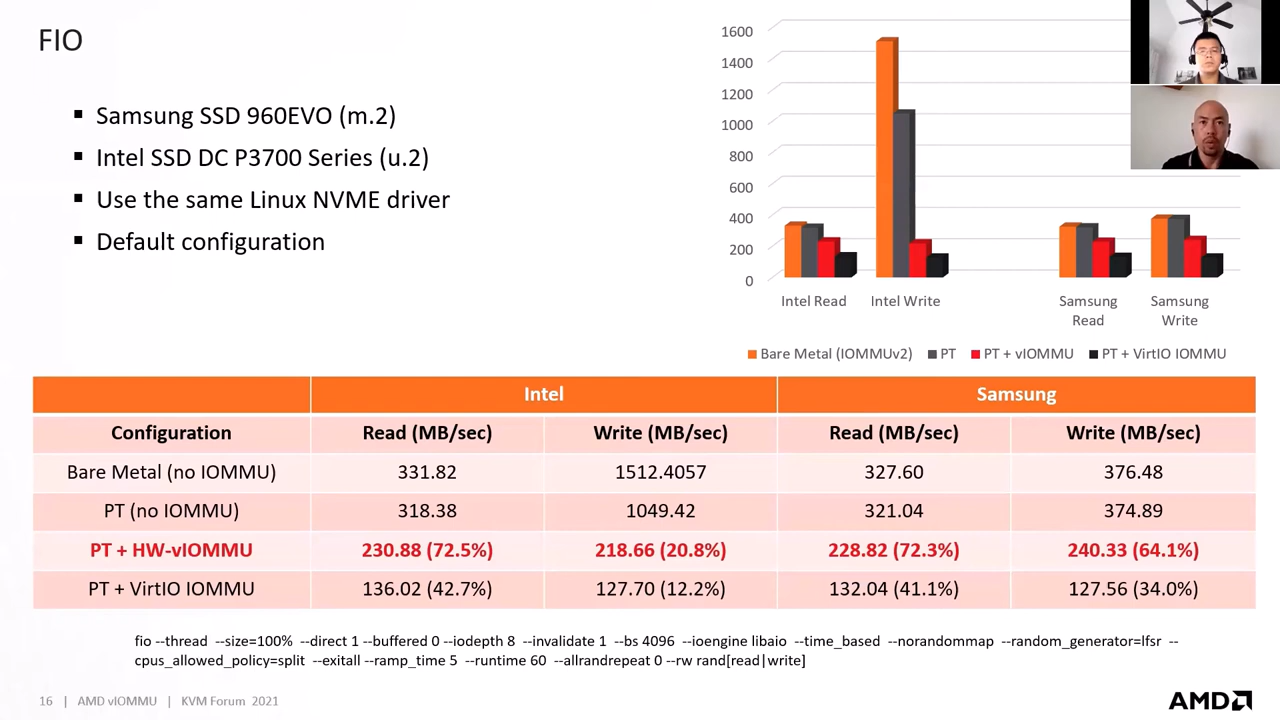 FIO
Samsung SSD 960EVO (m.2)
Intel SSD DC P3700 Series (u.2)
Use the same Linux NVME driver
Default configuration
1600
1400
1200
1000
800
600
400
200
0
Intel Read
Intel Write
Samsung Read
Samsung Write
Bare Metal (IOMMUv2) PT PT + vIOMMU PT + VirtIO IOMMU
Intel Samsung
Configuration Read (MB/sec) Write (MB/sec) Read (MB/sec) Write (MB/sec)
Bare Metal (no IOMMU) 331.82 1512.4057 327.60 376.48
PT (no IOMMU) 318.38 1049.42 321.04 374.89
PT + HW-vIOMMU 230.88 (72.5%) 218.66 (20.8%) 228.82 (72.3%) 240.33 (64.1%)
PT + VirtIO IOMMU 136.02 (42.7%) 127.70 (12.2%) 132.04 (41.1%) 127.56 (34.0%)
fio --thread --size=100% --direct 1 --buffered 0 --iodepth 8 --invalidate 1 --bs 4096 --ioengine libaio --time_based --norandommap --random_generator=lfsr --
cpus_allowed_policy=split --exitall --ramp_time 5 --runtime 60 --allrandrepeat 0 --rw rand[read|write]
16 | AMD vIOMMU | KVM Forum 2021
AMD